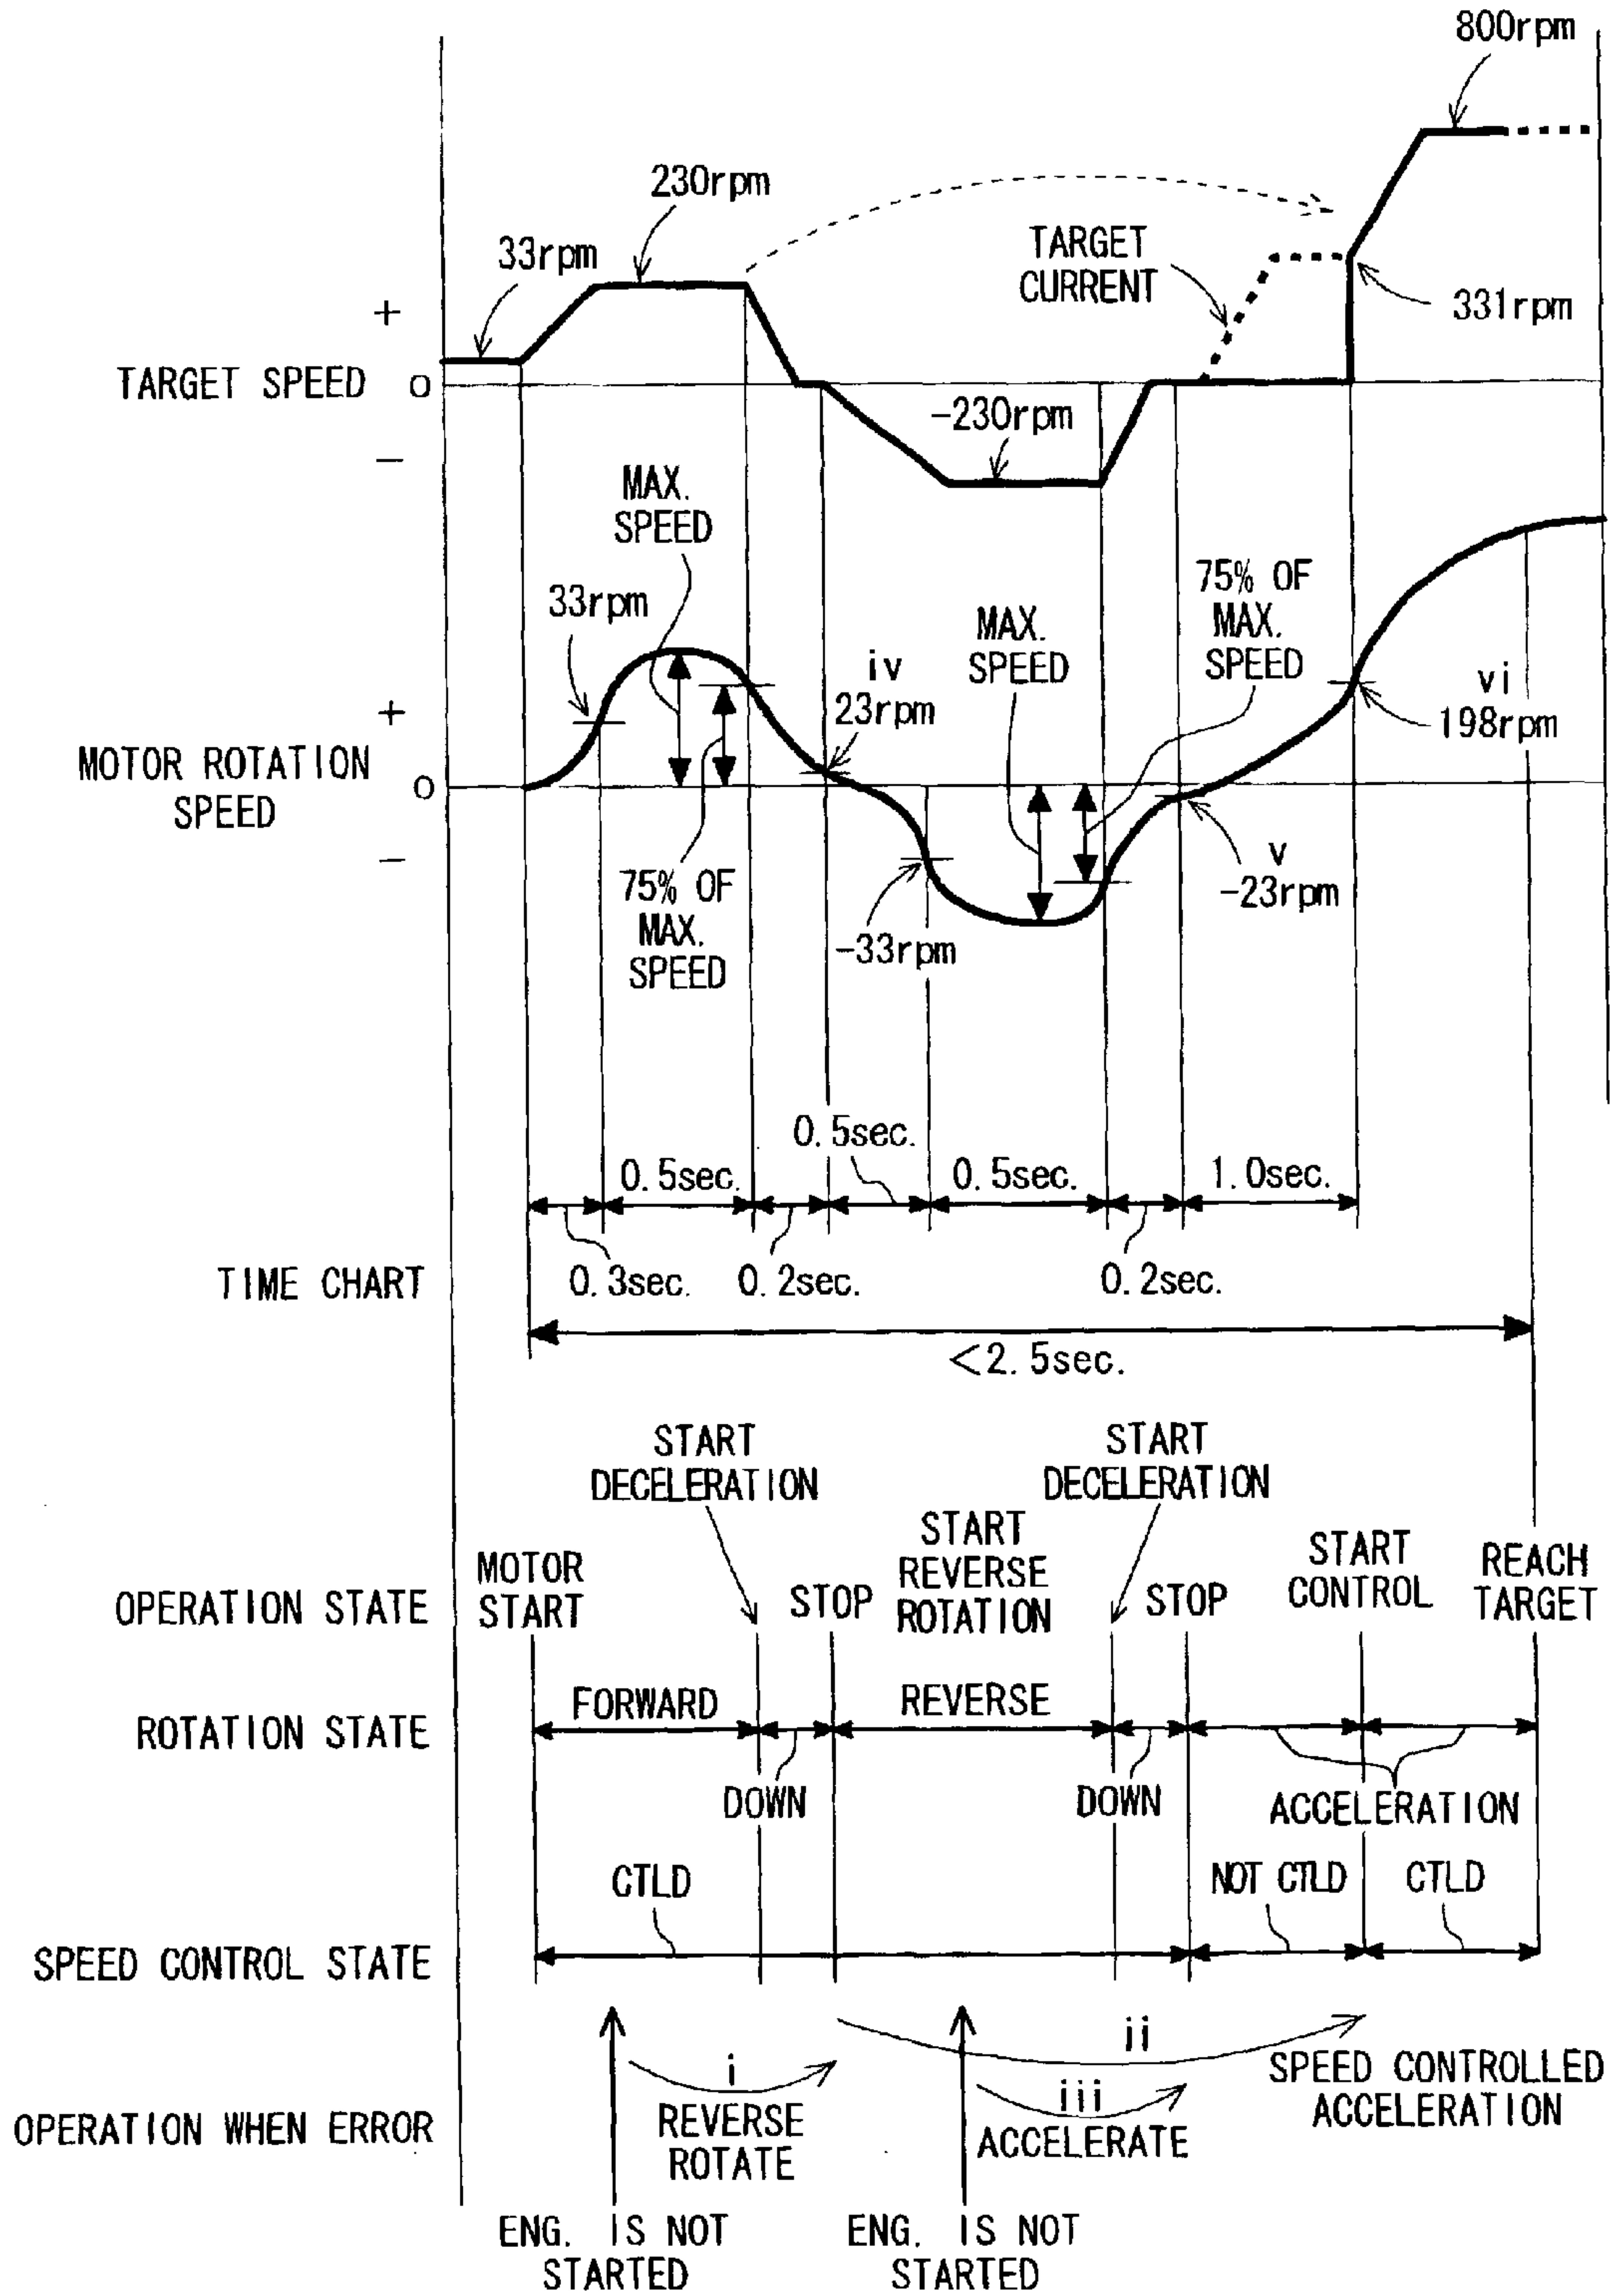 800rpm
230rpm
33rpm
TARGET
CURRENT
331rpm
+
TARGET SPEED
0
-230rpm
−
MAX.
SPEED
75% OF
MAX.
SPEED
33rpm
MAX.
SPEED
iv
23rpm
vi
198rpm
+
MOTOR ROTATION
SPEED
0
−
75% OF
MAX.
SPEED
v
-23rpm
-33rpm
0.5sec.
0.5sec.
0.5sec.
1.0sec.
TIME CHART
0.3sec.
0.2sec.
0.2sec.
<2.5sec.
START
DECELERATION
START
DECELERATION
OPERATION STATE
MOTOR
START
STOP
START
REVERSE
ROTATION
STOP
START
CONTROL
REACH
TARGET
ROTATION STATE
FORWARD
REVERSE
DOWN
DOWN
ACCELERATION
SPEED CONTROL STATE
CTLD
NOT CTLD
CTLD
OPERATION WHEN ERROR
i
REVERSE
ROTATE
ii
SPEED CONTROLLED
ACCELERATION
iii
ACCELERATE
ENG. IS NOT
STARTED
ENG. IS NOT
STARTED